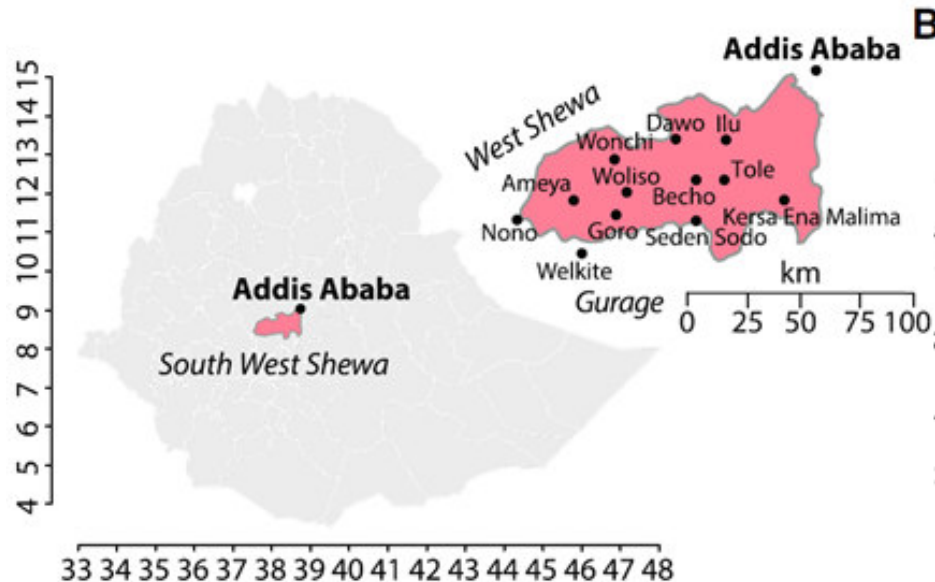 B
Addis Ababa
West Shewa
Dawo
Ilu
Wonchi
Ameya
Woliso
Tole
Becho
Nono
Goro
Kersa Ena Malima
Seden Sodo
Welkite
Gurage
km
0 25 50 75 100
15
14
13
12
11
10
9
8
7
6
5
4
Addis Ababa
South West Shewa
33 34 35 36 37 38 39 40 41 42 43 44 45 46 47 48